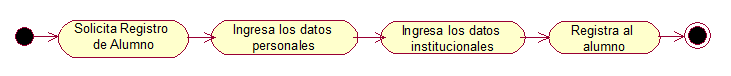 Solicita Registro
de Alumno
Ingresa los datos
personales
Ingresa los datos
institucionales
Registra al
alumno